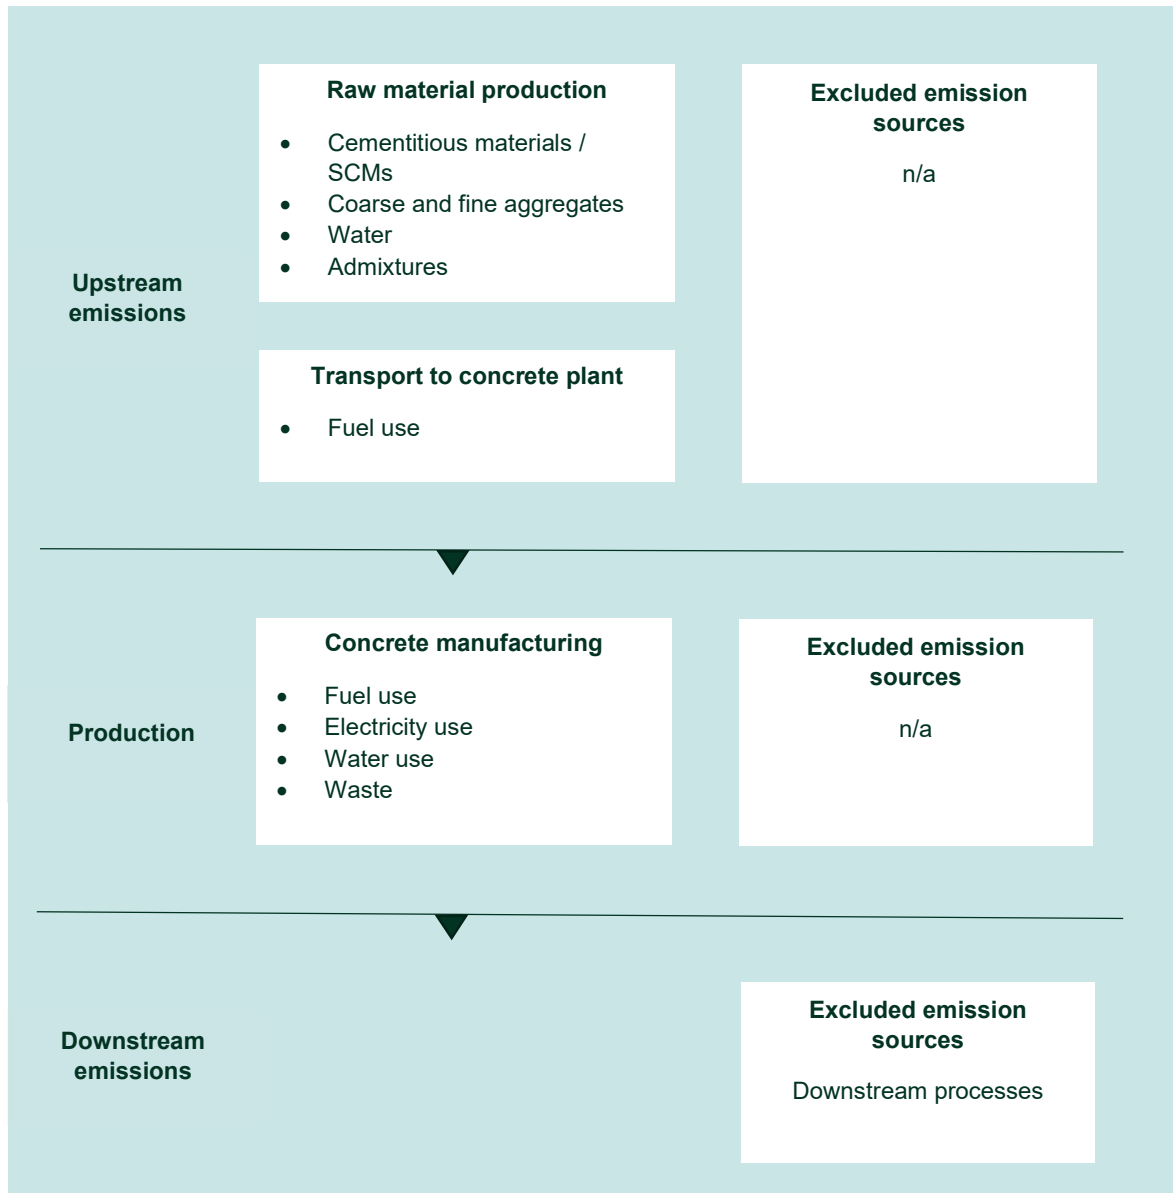 Raw material production
• Cementitious materials /
SCMs
• Coarse and fine aggregates
• Water
• Admixtures
Excluded emission
sources
n/a
Upstream
emissions
Transport to concrete plant
• Fuel use
Concrete manufacturing
• Fuel use
• Electricity use
• Water use
• Waste
Excluded emission
sources
n/a
Production
Excluded emission
sources
Downstream processes
Downstream
emissions